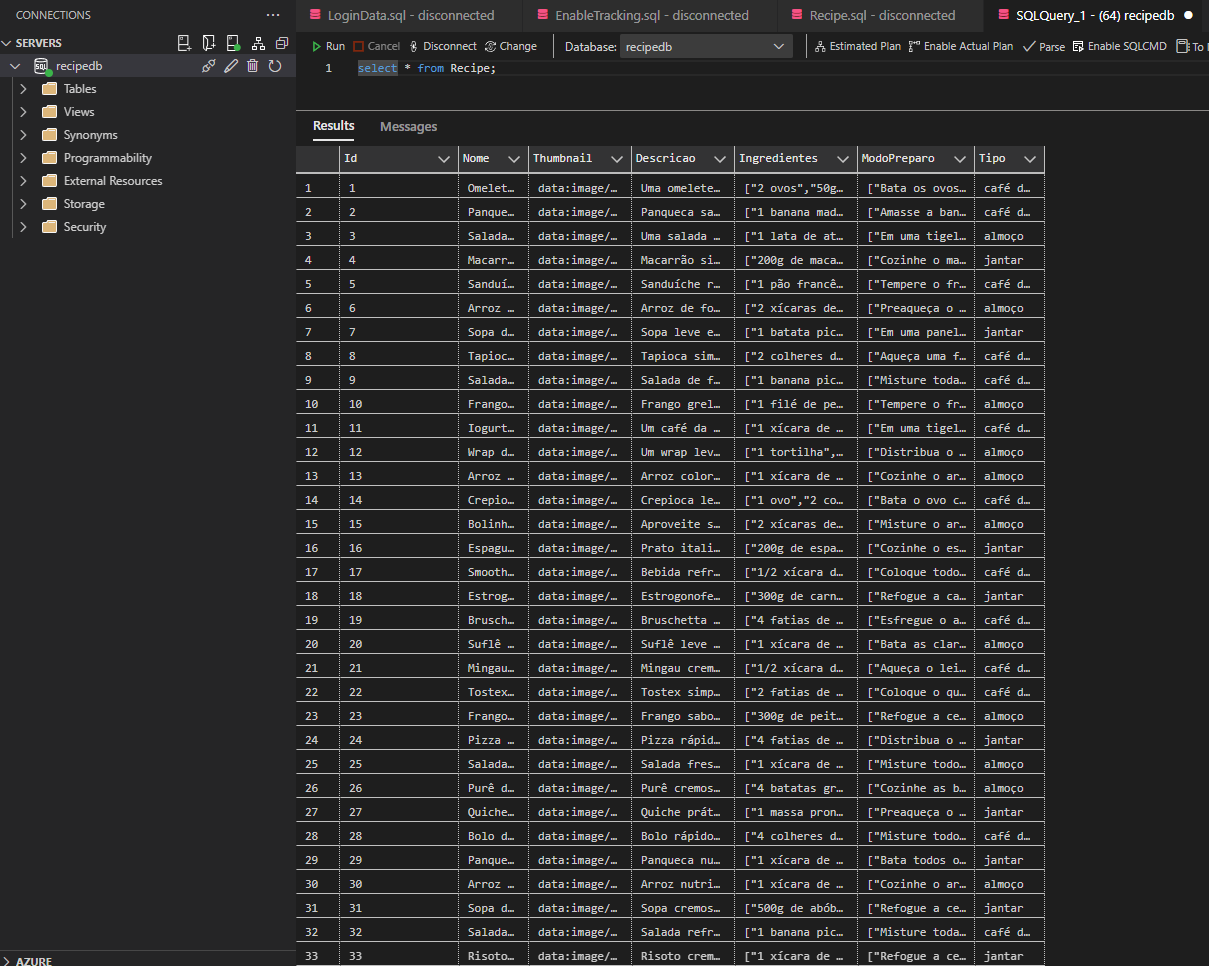 CONNECTIONS ···
LoginData.sql - disconnected EnableTracking.sql - disconnected Recipe.sql - disconnected SQLQuery_1 - (64) recipedb
SERVERS
Run Cancel Disconnect Change Database: recipedb Estimated Plan Enable Actual Plan Parse Enable SQLCMD To
recipedb
1 select * from Recipe;
Tables
Views
Synonyms
Programmability
External Resources
Storage
Security
Results Messages
Id Nome Thumbnail Descricao Ingredientes ModoPreparo Tipo
1 1 Omelet… data:image/… Uma omelete… ["2 ovos","50g… ["Bata os ovos… café d…
2 2 Panque… data:image/… Panqueca sa… ["1 banana mad… ["Amasse a ban… café d…
3 3 Salada… data:image/… Uma salada … ["1 lata de at… ["Em uma tigel… almoço
4 4 Macarr… data:image/… Macarrão si… ["200g de maca… ["Cozinhe o ma… jantar
5 5 Sanduí… data:image/… Sanduíche r… ["1 pão francê… ["Tempere o fr… café d…
6 6 Arroz … data:image/… Arroz de fo… ["2 xícaras de… ["Preaqueça o … almoço
7 7 Sopa d… data:image/… Sopa leve e… ["1 batata pic… ["Em uma panel… jantar
8 8 Tapioc… data:image/… Tapioca sim… ["2 colheres d… ["Aqueça uma f… café d…
9 9 Salada… data:image/… Salada de f… ["1 banana pic… ["Misture toda… café d…
10 10 Frango… data:image/… Frango grel… ["1 filé de pe… ["Tempere o fr… almoço
11 11 Iogurt… data:image/… Um café da … ["1 xícara de … ["Em uma tigel… café d…
12 12 Wrap d… data:image/… Um wrap lev… ["1 tortilha",… ["Distribua o … almoço
13 13 Arroz … data:image/… Arroz color… ["1 xícara de … ["Cozinhe o ar… almoço
14 14 Crepio… data:image/… Crepioca le… ["1 ovo","2 co… ["Bata o ovo c… café d…
15 15 Bolinh… data:image/… Aproveite s… ["2 xícaras de… ["Misture o ar… almoço
16 16 Espagu… data:image/… Prato itali… ["200g de espa… ["Cozinhe o es… jantar
17 17 Smooth… data:image/… Bebida refr… ["1/2 xícara d… ["Coloque todo… café d…
18 18 Estrog… data:image/… Estrogonofe… ["300g de carn… ["Refogue a ca… jantar
19 19 Brusch… data:image/… Bruschetta … ["4 fatias de … ["Esfregue o a… café d…
20 20 Suflê … data:image/… Suflê leve … ["1 xícara de … ["Bata as clar… almoço
21 21 Mingau… data:image/… Mingau crem… ["1/2 xícara d… ["Aqueça o lei… café d…
22 22 Tostex… data:image/… Tostex simp… ["2 fatias de … ["Coloque o qu… café d…
23 23 Frango… data:image/… Frango sabo… ["300g de peit… ["Refogue a ce… almoço
24 24 Pizza … data:image/… Pizza rápid… ["4 fatias de … ["Distribua o … jantar
25 25 Salada… data:image/… Salada fres… ["1 xícara de … ["Misture todo… almoço
26 26 Purê d… data:image/… Purê cremos… ["4 batatas gr… ["Cozinhe as b… almoço
27 27 Quiche… data:image/… Quiche prát… ["1 massa pron… ["Preaqueça o … jantar
28 28 Bolo d… data:image/… Bolo rápido… ["4 colheres d… ["Misture todo… café d…
29 29 Panque… data:image/… Panqueca nu… ["1 xícara de … ["Bata todos o… jantar
30 30 Arroz … data:image/… Arroz nutri… ["1 xícara de … ["Cozinhe o ar… almoço
31 31 Sopa d… data:image/… Sopa cremos… ["500g de abób… ["Refogue a ce… jantar
32 32 Salada… data:image/… Salada refr… ["1 banana pic… ["Misture toda… café d…
33 33 Risoto… data:image/… Risoto crem… ["1 xícara de … ["Refogue a ce… jantar
AZURE